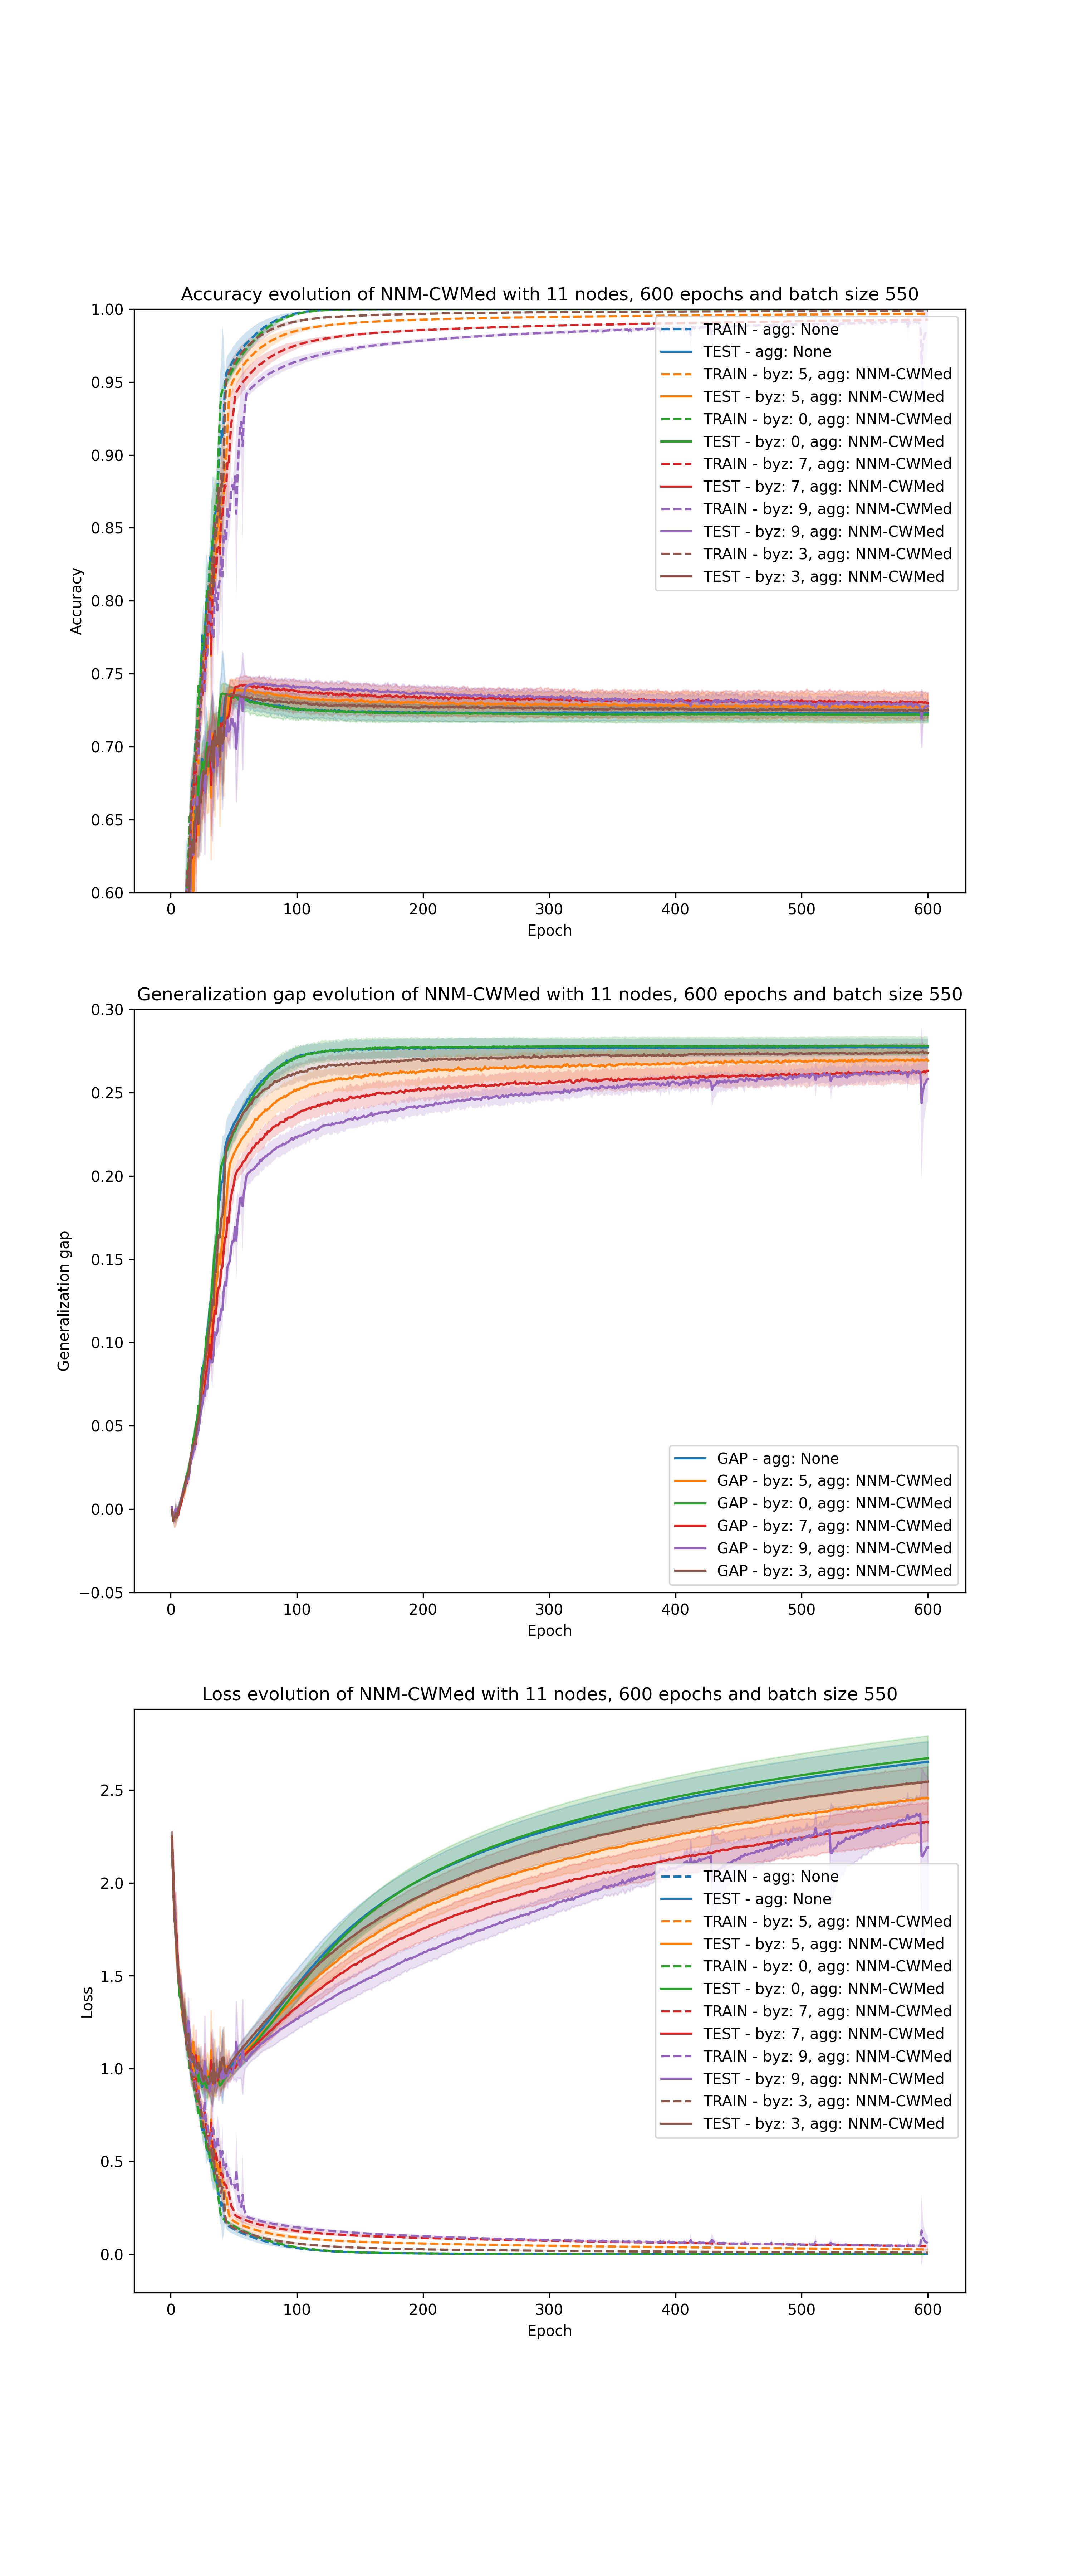 Accuracy evolution of NNM-CWMed with 11 nodes, 600 epochs and batch size 550
1.00
0.95
0.90
0.85
0.80
0.75
0.70
0.65
0.60
Accuracy
TRAIN - agg: None
TEST - agg: None
TRAIN - byz: 5, agg: NNM-CWMed
TEST - byz: 5, agg: NNM-CWMed
TRAIN - byz: 0, agg: NNM-CWMed
TEST - byz: 0, agg: NNM-CWMed
TRAIN - byz: 7, agg: NNM-CWMed
TEST - byz: 7, agg: NNM-CWMed
TRAIN - byz: 9, agg: NNM-CWMed
TEST - byz: 9, agg: NNM-CWMed
TRAIN - byz: 3, agg: NNM-CWMed
TEST - byz: 3, agg: NNM-CWMed
0 100 200 300 400 500 600
Epoch
Generalization gap evolution of NNM-CWMed with 11 nodes, 600 epochs and batch size 550
0.30
0.25
0.20
0.15
0.10
0.05
0.00
−0.05
Generalization gap
GAP - agg: None
GAP - byz: 5, agg: NNM-CWMed
GAP - byz: 0, agg: NNM-CWMed
GAP - byz: 7, agg: NNM-CWMed
GAP - byz: 9, agg: NNM-CWMed
GAP - byz: 3, agg: NNM-CWMed
0 100 200 300 400 500 600
Epoch
Loss evolution of NNM-CWMed with 11 nodes, 600 epochs and batch size 550
2.5
2.0
1.5
1.0
0.5
0.0
Loss
TRAIN - agg: None
TEST - agg: None
TRAIN - byz: 5, agg: NNM-CWMed
TEST - byz: 5, agg: NNM-CWMed
TRAIN - byz: 0, agg: NNM-CWMed
TEST - byz: 0, agg: NNM-CWMed
TRAIN - byz: 7, agg: NNM-CWMed
TEST - byz: 7, agg: NNM-CWMed
TRAIN - byz: 9, agg: NNM-CWMed
TEST - byz: 9, agg: NNM-CWMed
TRAIN - byz: 3, agg: NNM-CWMed
TEST - byz: 3, agg: NNM-CWMed
0 100 200 300 400 500 600
Epoch